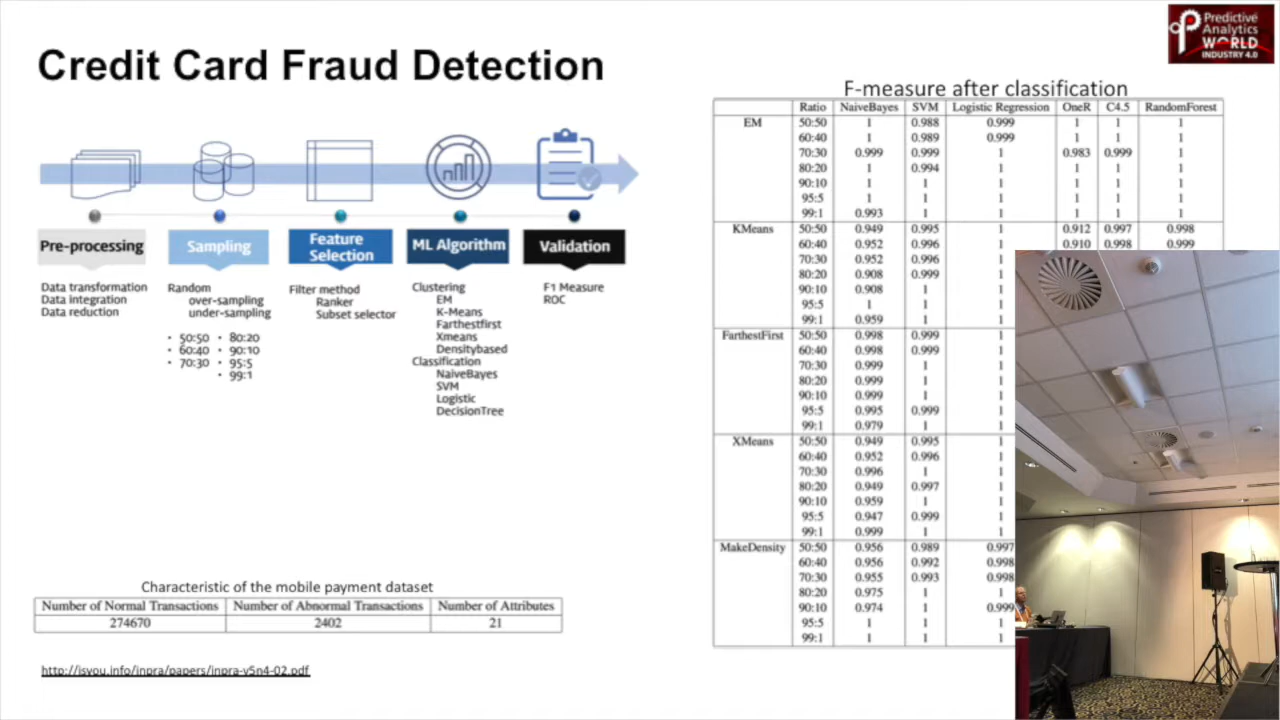 Predictive
Analytics
WORLD
INDUSTRY 4.0
Credit Card Fraud Detection
Pre-processing Sampling Feature Selection ML Algorithm Validation
Data transformation
Data integration
Data reduction
Random
over-sampling
under-sampling
• 50:50 • 80:20
• 60:40 • 90:10
• 70:30 • 95:5
• 99:1
Filter method
Ranker
Subset selector
Clustering
EM
K-Means
Farthestfirst
Xmeans
Densitybased
Classification
NaiveBayes
SVM
Logistic
DecisionTree
F1 Measure
ROC
Characteristic of the mobile payment dataset
Number of Normal Transactions Number of Abnormal Transactions Number of Attributes
274670 2402 21
http://isyou.info/inpra/papers/inpra-v5n4-02.pdf
F-measure after classification
Ratio NaiveBayes SVM Logistic Regression OneR C4.5 RandomForest
EM 50:50 1 0.988 0.999 1 1 1
60:40 1 0.989 0.999 1 1 1
70:30 0.999 0.999 1 0.983 0.999 1
80:20 1 0.994 1 1 1 1
90:10 1 1 1 1 1 1
95:5 1 1 1 1 1 1
99:1 0.993 1 1 1 1 1
KMeans 50:50 0.949 0.995 1 0.912 0.997 0.998
60:40 0.952 0.996 1 0.910 0.998 0.999
70:30 0.952 0.996 1
80:20 0.908 0.999 1
90:10 0.908 1 1
95:5 1 1 1
99:1 0.959 1 1
FarthestFirst 50:50 0.998 0.999 1
60:40 0.998 0.999 1
70:30 0.999 1 1
80:20 0.999 1 1
90:10 0.999 1 1
95:5 0.995 0.999 1
99:1 0.979 1 1
XMeans 50:50 0.949 0.995 1
60:40 0.952 0.996 1
70:30 0.996 1 1
80:20 0.949 0.997 1
90:10 0.959 1 1
95:5 0.947 0.999 1
99:1 0.999 1 1
MakeDensity 50:50 0.956 0.989 0.997
60:40 0.956 0.992 0.998
70:30 0.955 0.993 0.998
80:20 0.975 1 1
90:10 0.974 1 0.999
95:5 1 1 1
99:1 1 1 1